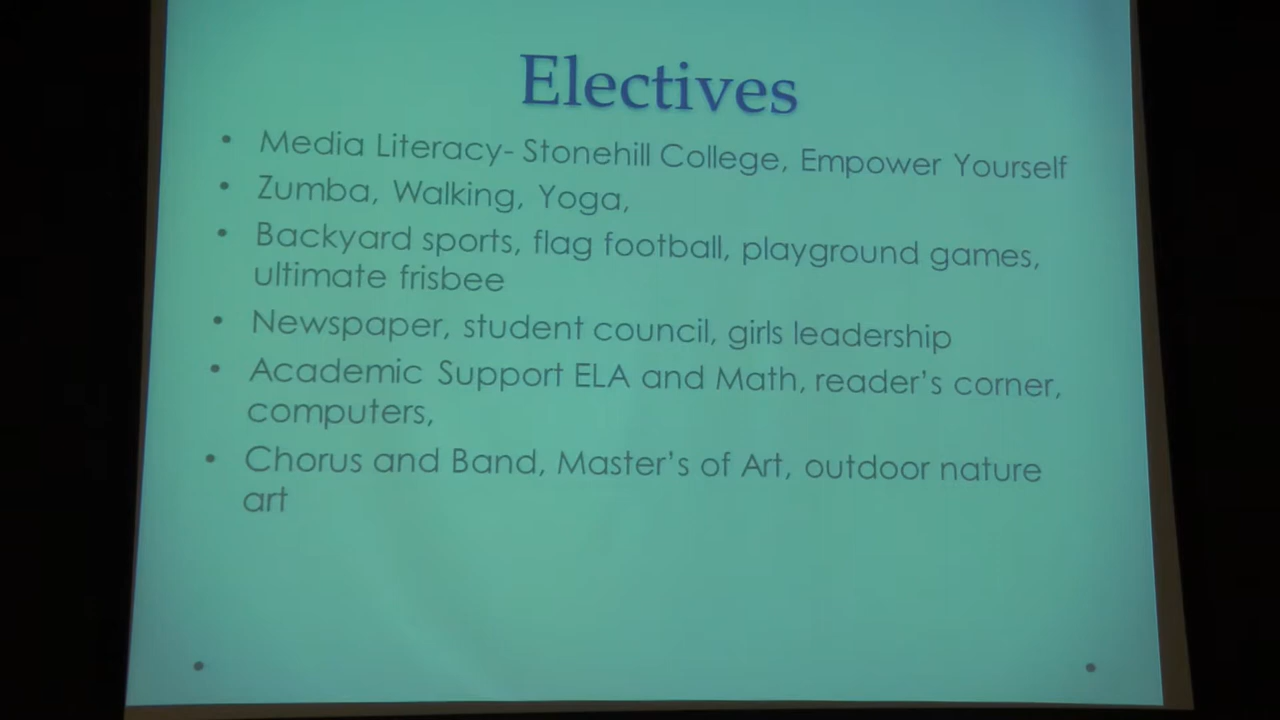 Electives
• Media Literacy- Stonehill College, Empower Yourself
• Zumba, Walking, Yoga,
• Backyard sports, flag football, playground games,
ultimate frisbee
• Newspaper, student council, girls leadership
• Academic Support ELA and Math, reader's corner,
computers,
• Chorus and Band, Master's of Art, outdoor nature
art